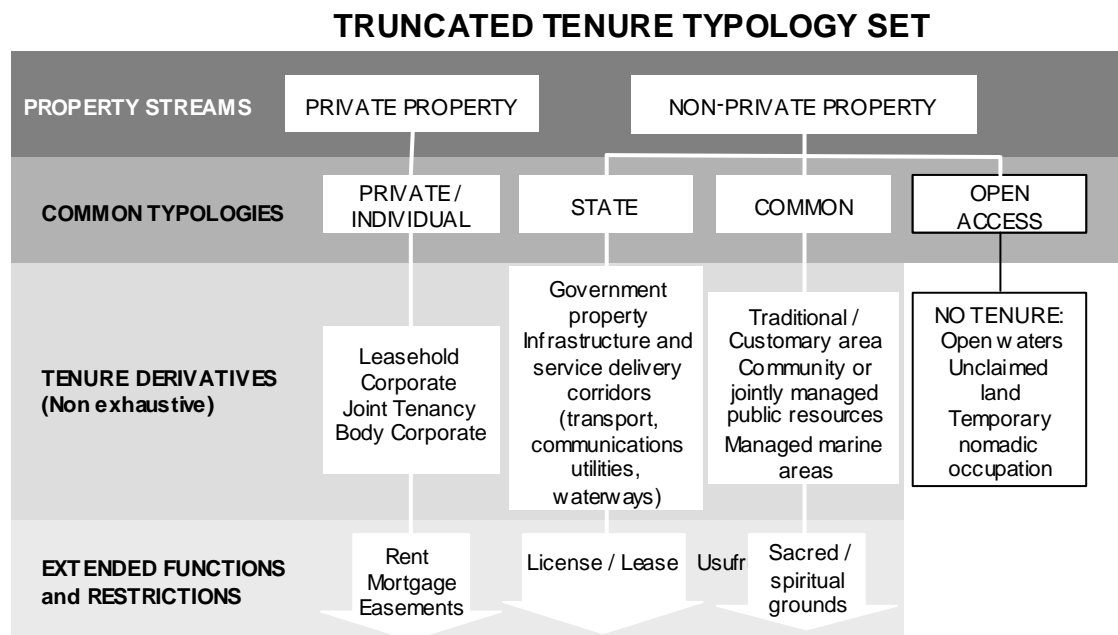 TRUNCATED TENURE TYPOLOGY SET
PROPERTY STREAMS
PRIVATE PROPERTY
NON-PRIVATE PROPERTY
COMMON TYPOLOGIES
PRIVATE /
INDIVIDUAL
STATE
COMMON
OPEN
ACCESS
TENURE DERIVATIVES
(Non exhaustive)
Leasehold
Corporate
Joint Tenancy
Body Corporate
Government
property
Infrastructure and
service delivery
corridors
(transport,
communications
utilities,
waterways)
Traditional /
Customary area
Community or
jointly managed
public resources
Managed marine
areas
NO TENURE:
Open waters
Unclaimed
land
Temporary
nomadic
occupation
EXTENDED FUNCTIONS
and RESTRICTIONS
Rent
Mortgage
Easements
License / Lease
Usufr
Sacred /
spiritual
grounds